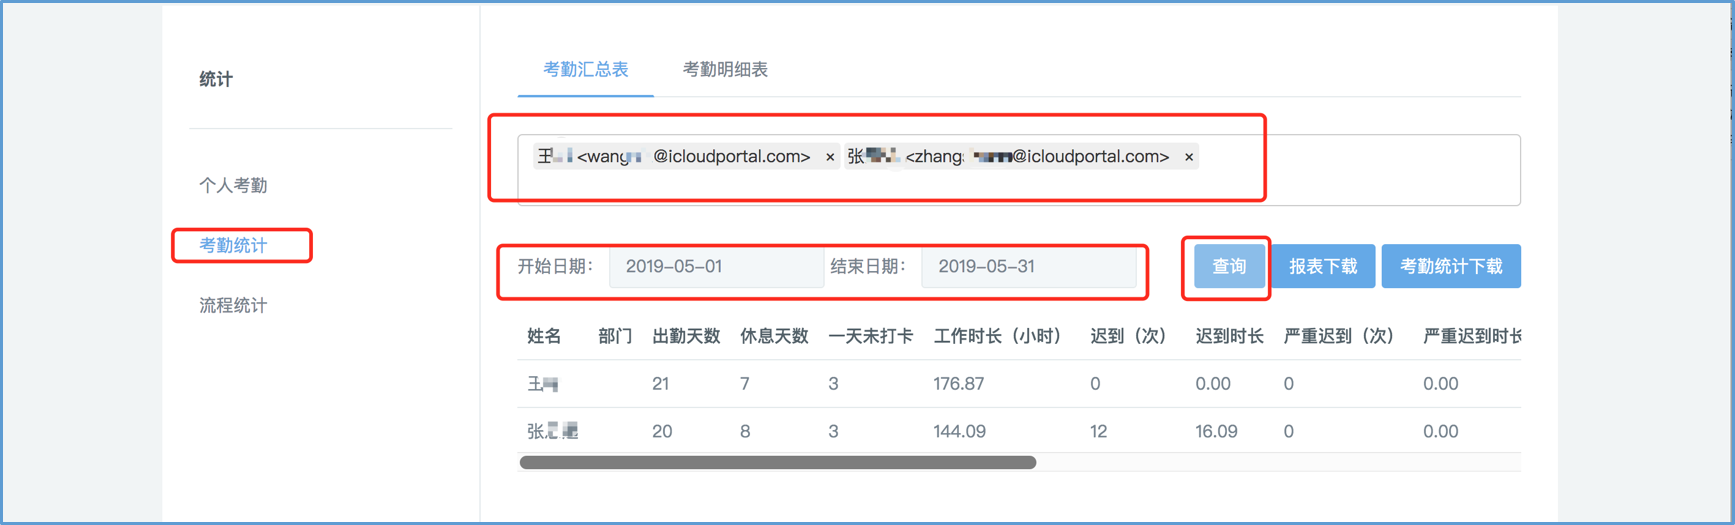 统计
个人考勤
考勤统计
流程统计
考勤汇总表 考勤明细表
王 <wang @icloudportal.com> × 张 <zhang @icloudportal.com> ×
开始日期： 2019-05-01 结束日期： 2019-05-31 查询 报表下载 考勤统计下载
姓名 部门 出勤天数 休息天数 一天未打卡 工作时长（小时） 迟到（次） 迟到时长 严重迟到（次） 严重迟到时长
王 21 7 3 176.87 0 0.00 0 0.00
张 20 8 3 144.09 12 16.09 0 0.00